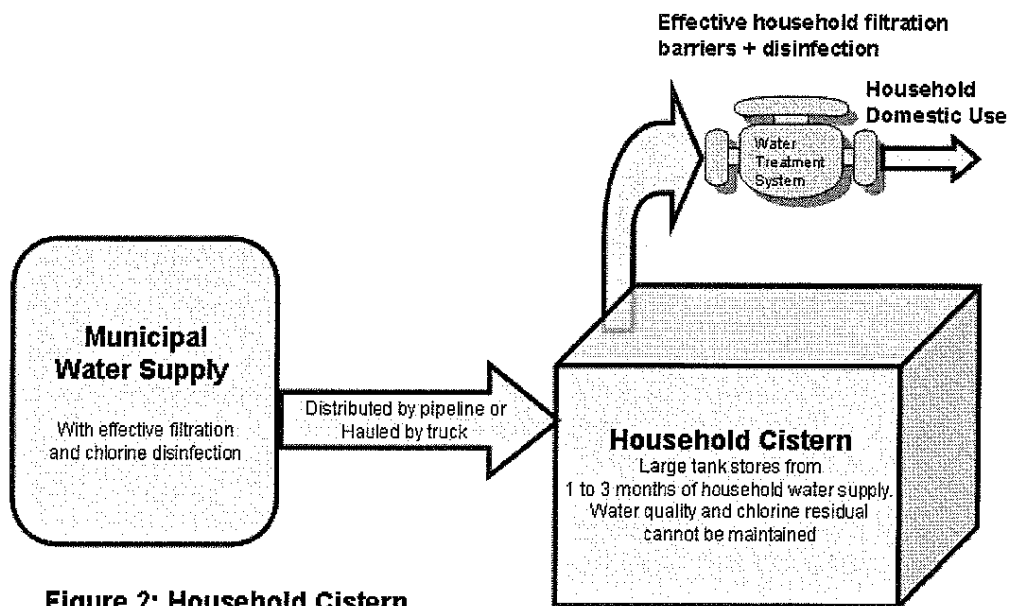 Effective household filtration
barriers + disinfection
Household
Domestic Use
Water
Treatment
System
Municipal
Water Supply
With effective filtration
and chlorine disinfection
Distributed by pipeline or
Hauled by truck
Household Cistern
Large tank stores from
1 to 3 months of household water supply.
Water quality and chlorine residual
cannot be maintained
Figure 2: Household Cistern